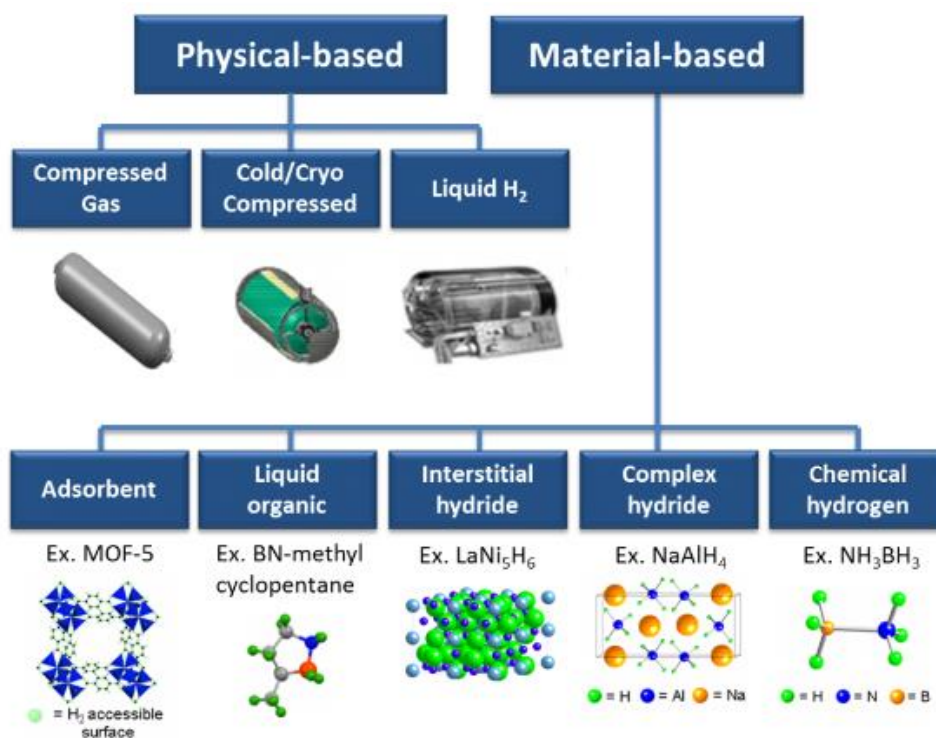 Physical-based
Material-based
Compressed
Gas
Cold/Cryo
Compressed
Liquid H₂
Adsorbent
Liquid
organic
Interstitial
hydride
Complex
hydride
Chemical
hydrogen
Ex. MOF-5
Ex. BN-methyl
cyclopentane
Ex. LaNi₅H₆
Ex. NaAlH₄
Ex. NH₃BH₃
= H₂ accessible
surface
= H = Al = Na
= H = N = B